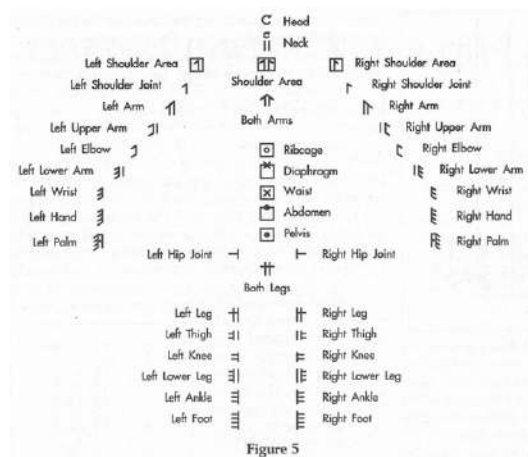 Head
Neck
Left Shoulder Area Right Shoulder Area
Shoulder Area
Left Shoulder Joint Right Shoulder Joint
Left Arm Right Arm
Both Arms
Left Upper Arm Right Upper Arm
Left Elbow Right Elbow
Ribcage
Left Lower Arm Diaphragm Right Lower Arm
Left Wrist Waist Right Wrist
Left Hand Abdomen Right Hand
Left Palm Pelvis Right Palm
Left Hip Joint Right Hip Joint
Both Legs
Left Leg Right Leg
Left Thigh Right Thigh
Left Knee Right Knee
Left Lower Leg Right Lower Leg
Left Ankle Right Ankle
Left Foot Right Foot
Figure 5